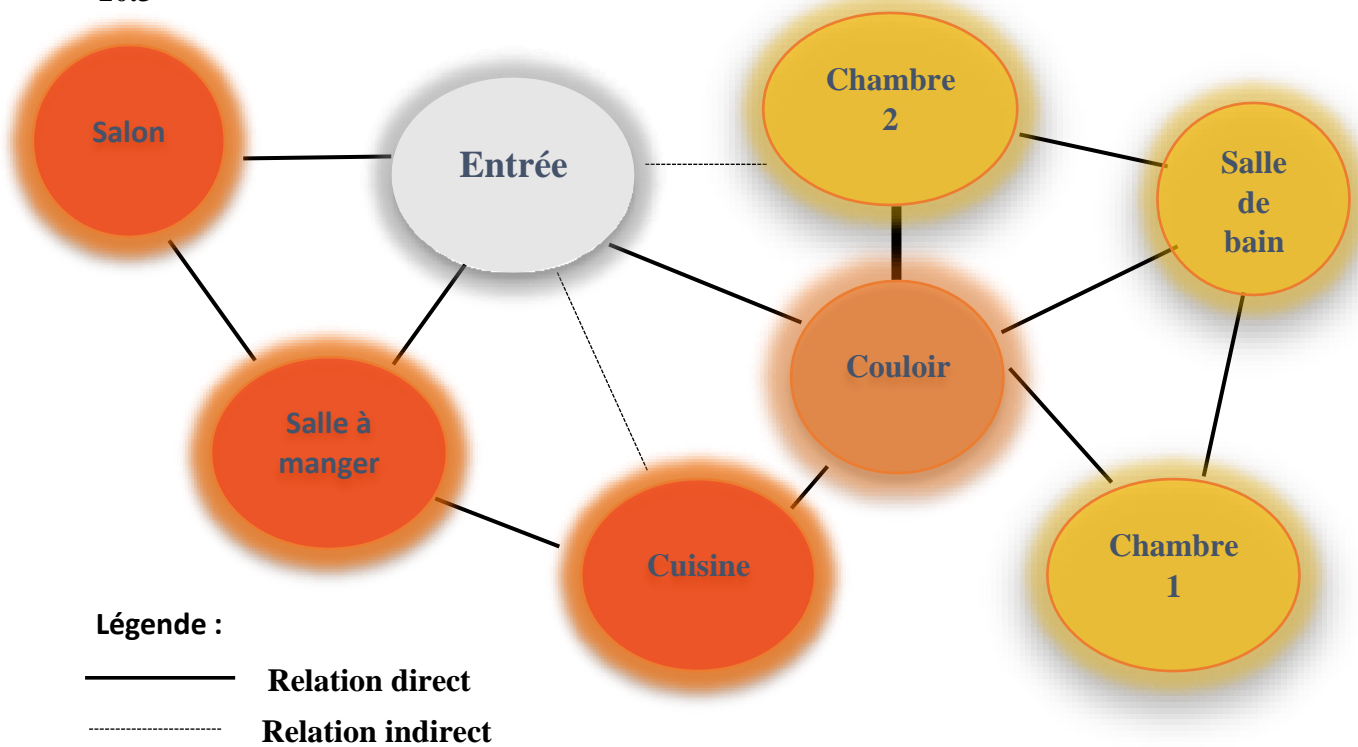 Chambre
2
Salon
Entrée
Salle
de
bain
Couloir
Salle à
manger
Cuisine
Chambre
1
Légende :
Relation direct
Relation indirect